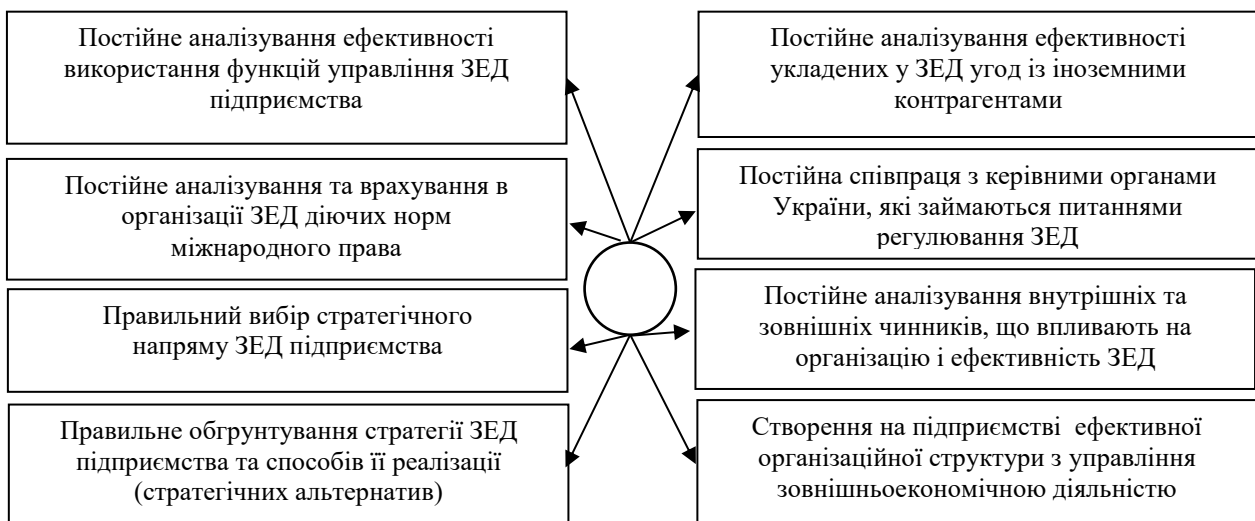 Постійне аналізування ефективності
використання функцій управління ЗЕД
підприємства
Постійне аналізування ефективності
укладених у ЗЕД угод із іноземними
контрагентами
Постійне аналізування та врахування в
організації ЗЕД діючих норм
міжнародного права
Постійна співпраця з керівними органами
України, які займаються питаннями
регулювання ЗЕД
Правильний вибір стратегічного
напряму ЗЕД підприємства
Постійне аналізування внутрішніх та
зовнішніх чинників, що впливають на
організацію і ефективність ЗЕД
Правильне обгрунтування стратегії ЗЕД
підприємства та способів її реалізації
(стратегічних альтернатив)
Створення на підприємстві ефективної
організаційної структури з управління
зовнішньоекономічною діяльністю